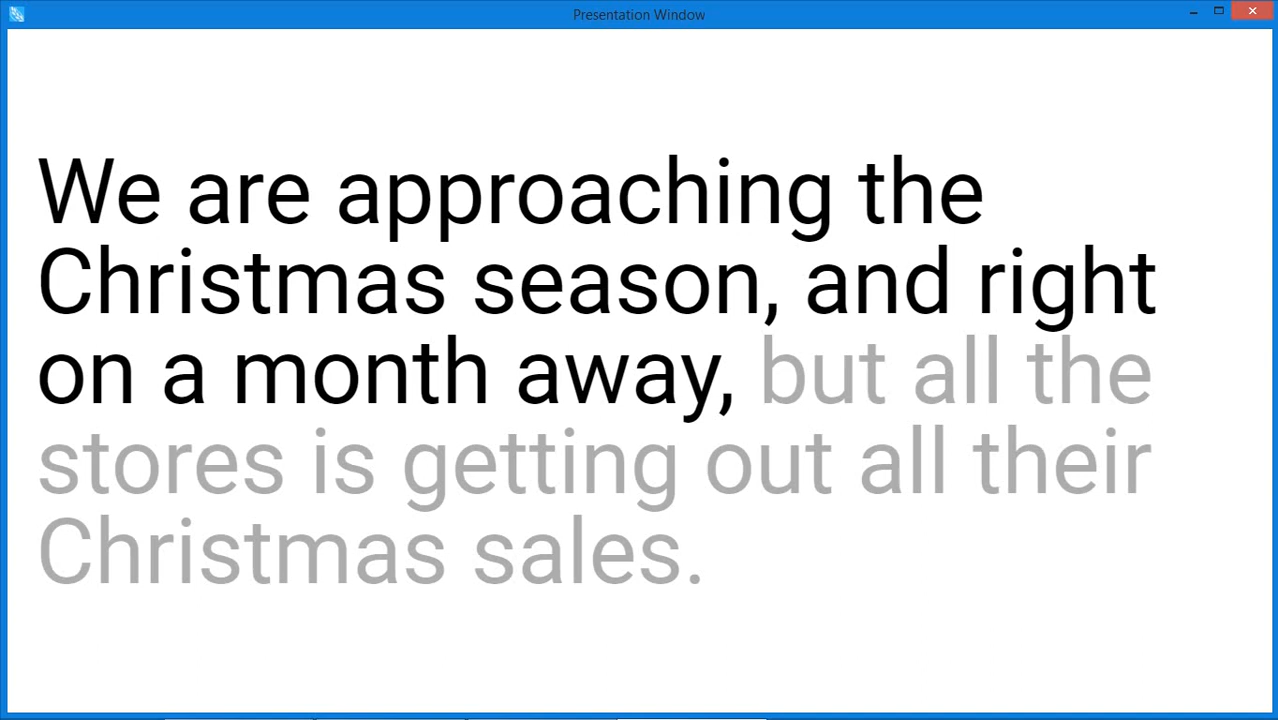 Presentation Window
We are approaching the
Christmas season, and right
on a month away, but all the
stores is getting out all their
Christmas sales.